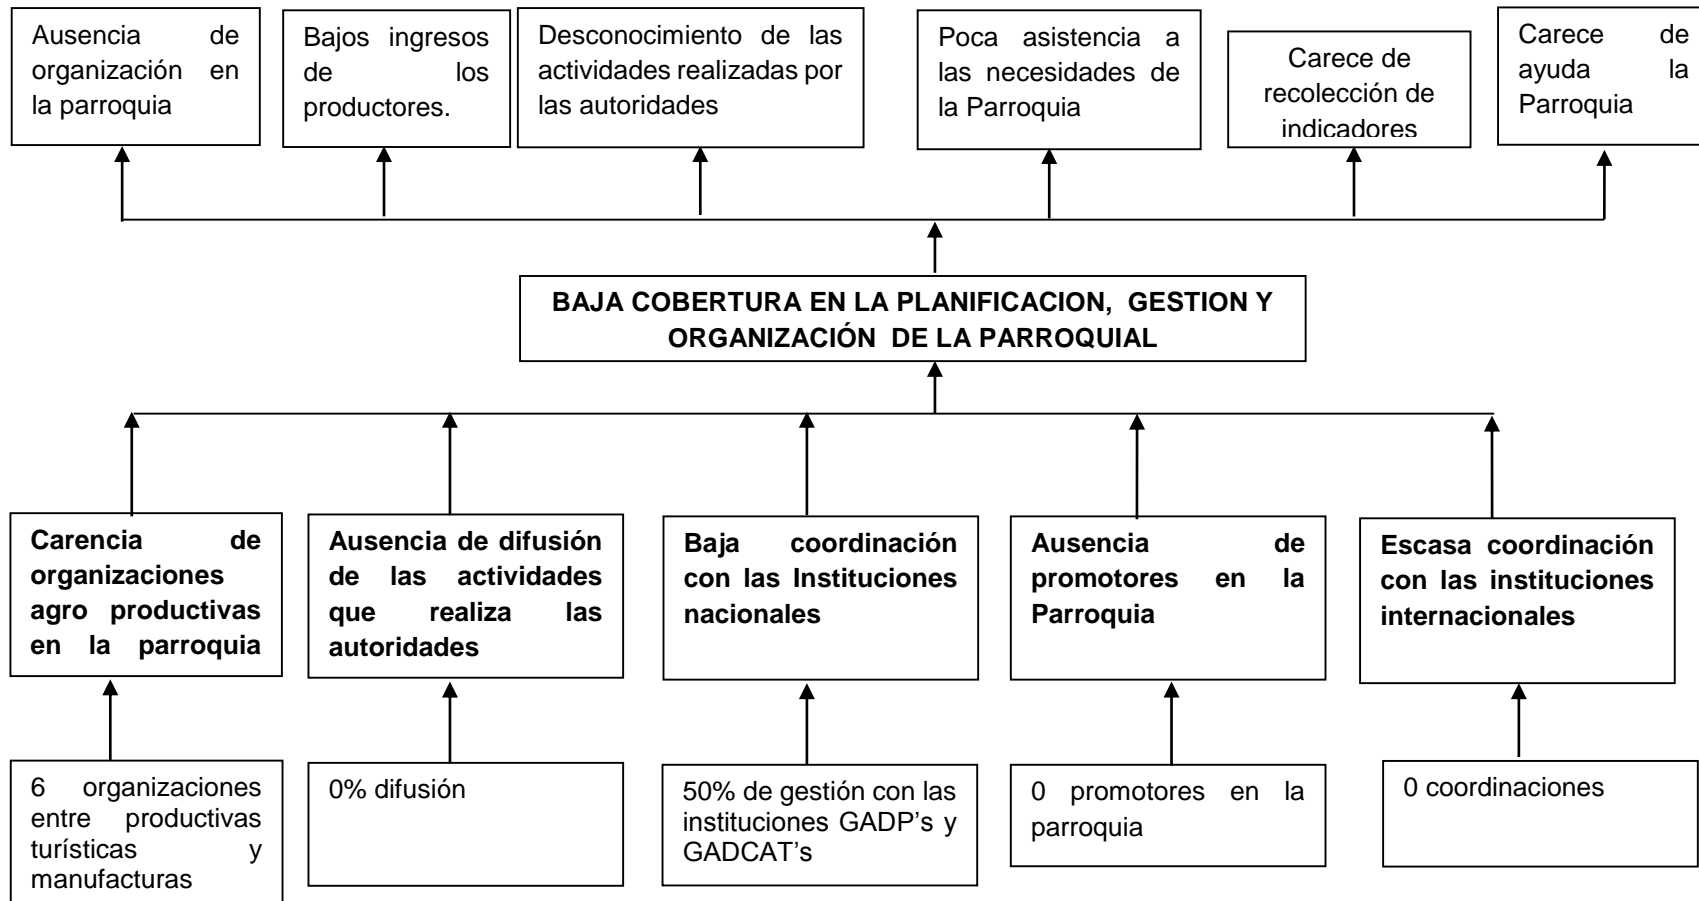 Ausencia de
organización en
la parroquia
Bajos ingresos
de los
productores.
Desconocimiento de las
actividades realizadas por
las autoridades
Poca asistencia a
las necesidades de
la Parroquia
Carece de
recolección de
indicadores
Carece de
ayuda la
Parroquia
BAJA COBERTURA EN LA PLANIFICACION, GESTION Y
ORGANIZACIÓN DE LA PARROQUIAL
Carencia de
organizaciones
agro productivas
en la parroquia
Ausencia de difusión
de las actividades
que realiza las
autoridades
Baja coordinación
con las Instituciones
nacionales
Ausencia de
promotores en la
Parroquia
Escasa coordinación
con las instituciones
internacionales
6 organizaciones
entre productivas
turísticas y
manufacturas
0% difusión
50% de gestión con las
instituciones GADP’s y
GADCAT’s
0 promotores en la
parroquia
0 coordinaciones